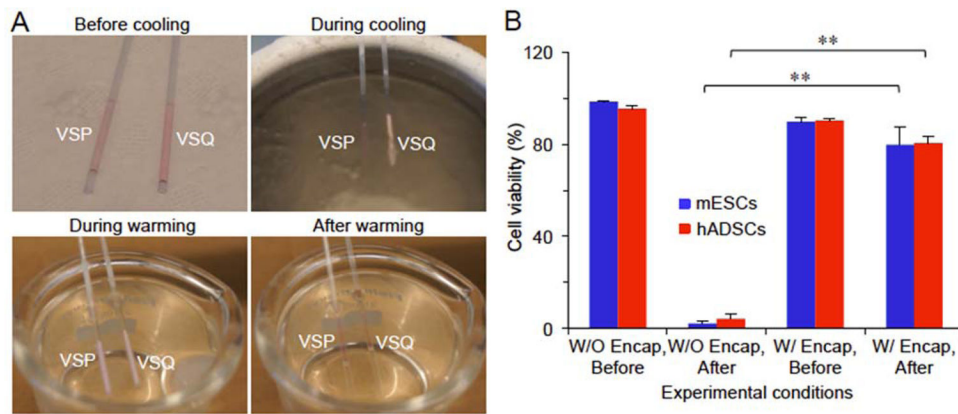 A
Before cooling
During cooling
VSP
VSQ
VSP
VSQ
During warming
After warming
VSP
VSQ
VSP
VSQ
B
**
**
120
80
40
0
Cell viability (%)
mESCs
hADSCs
W/O Encap, W/O Encap, W/ Encap, W/ Encap,
Before After Before After
Experimental conditions